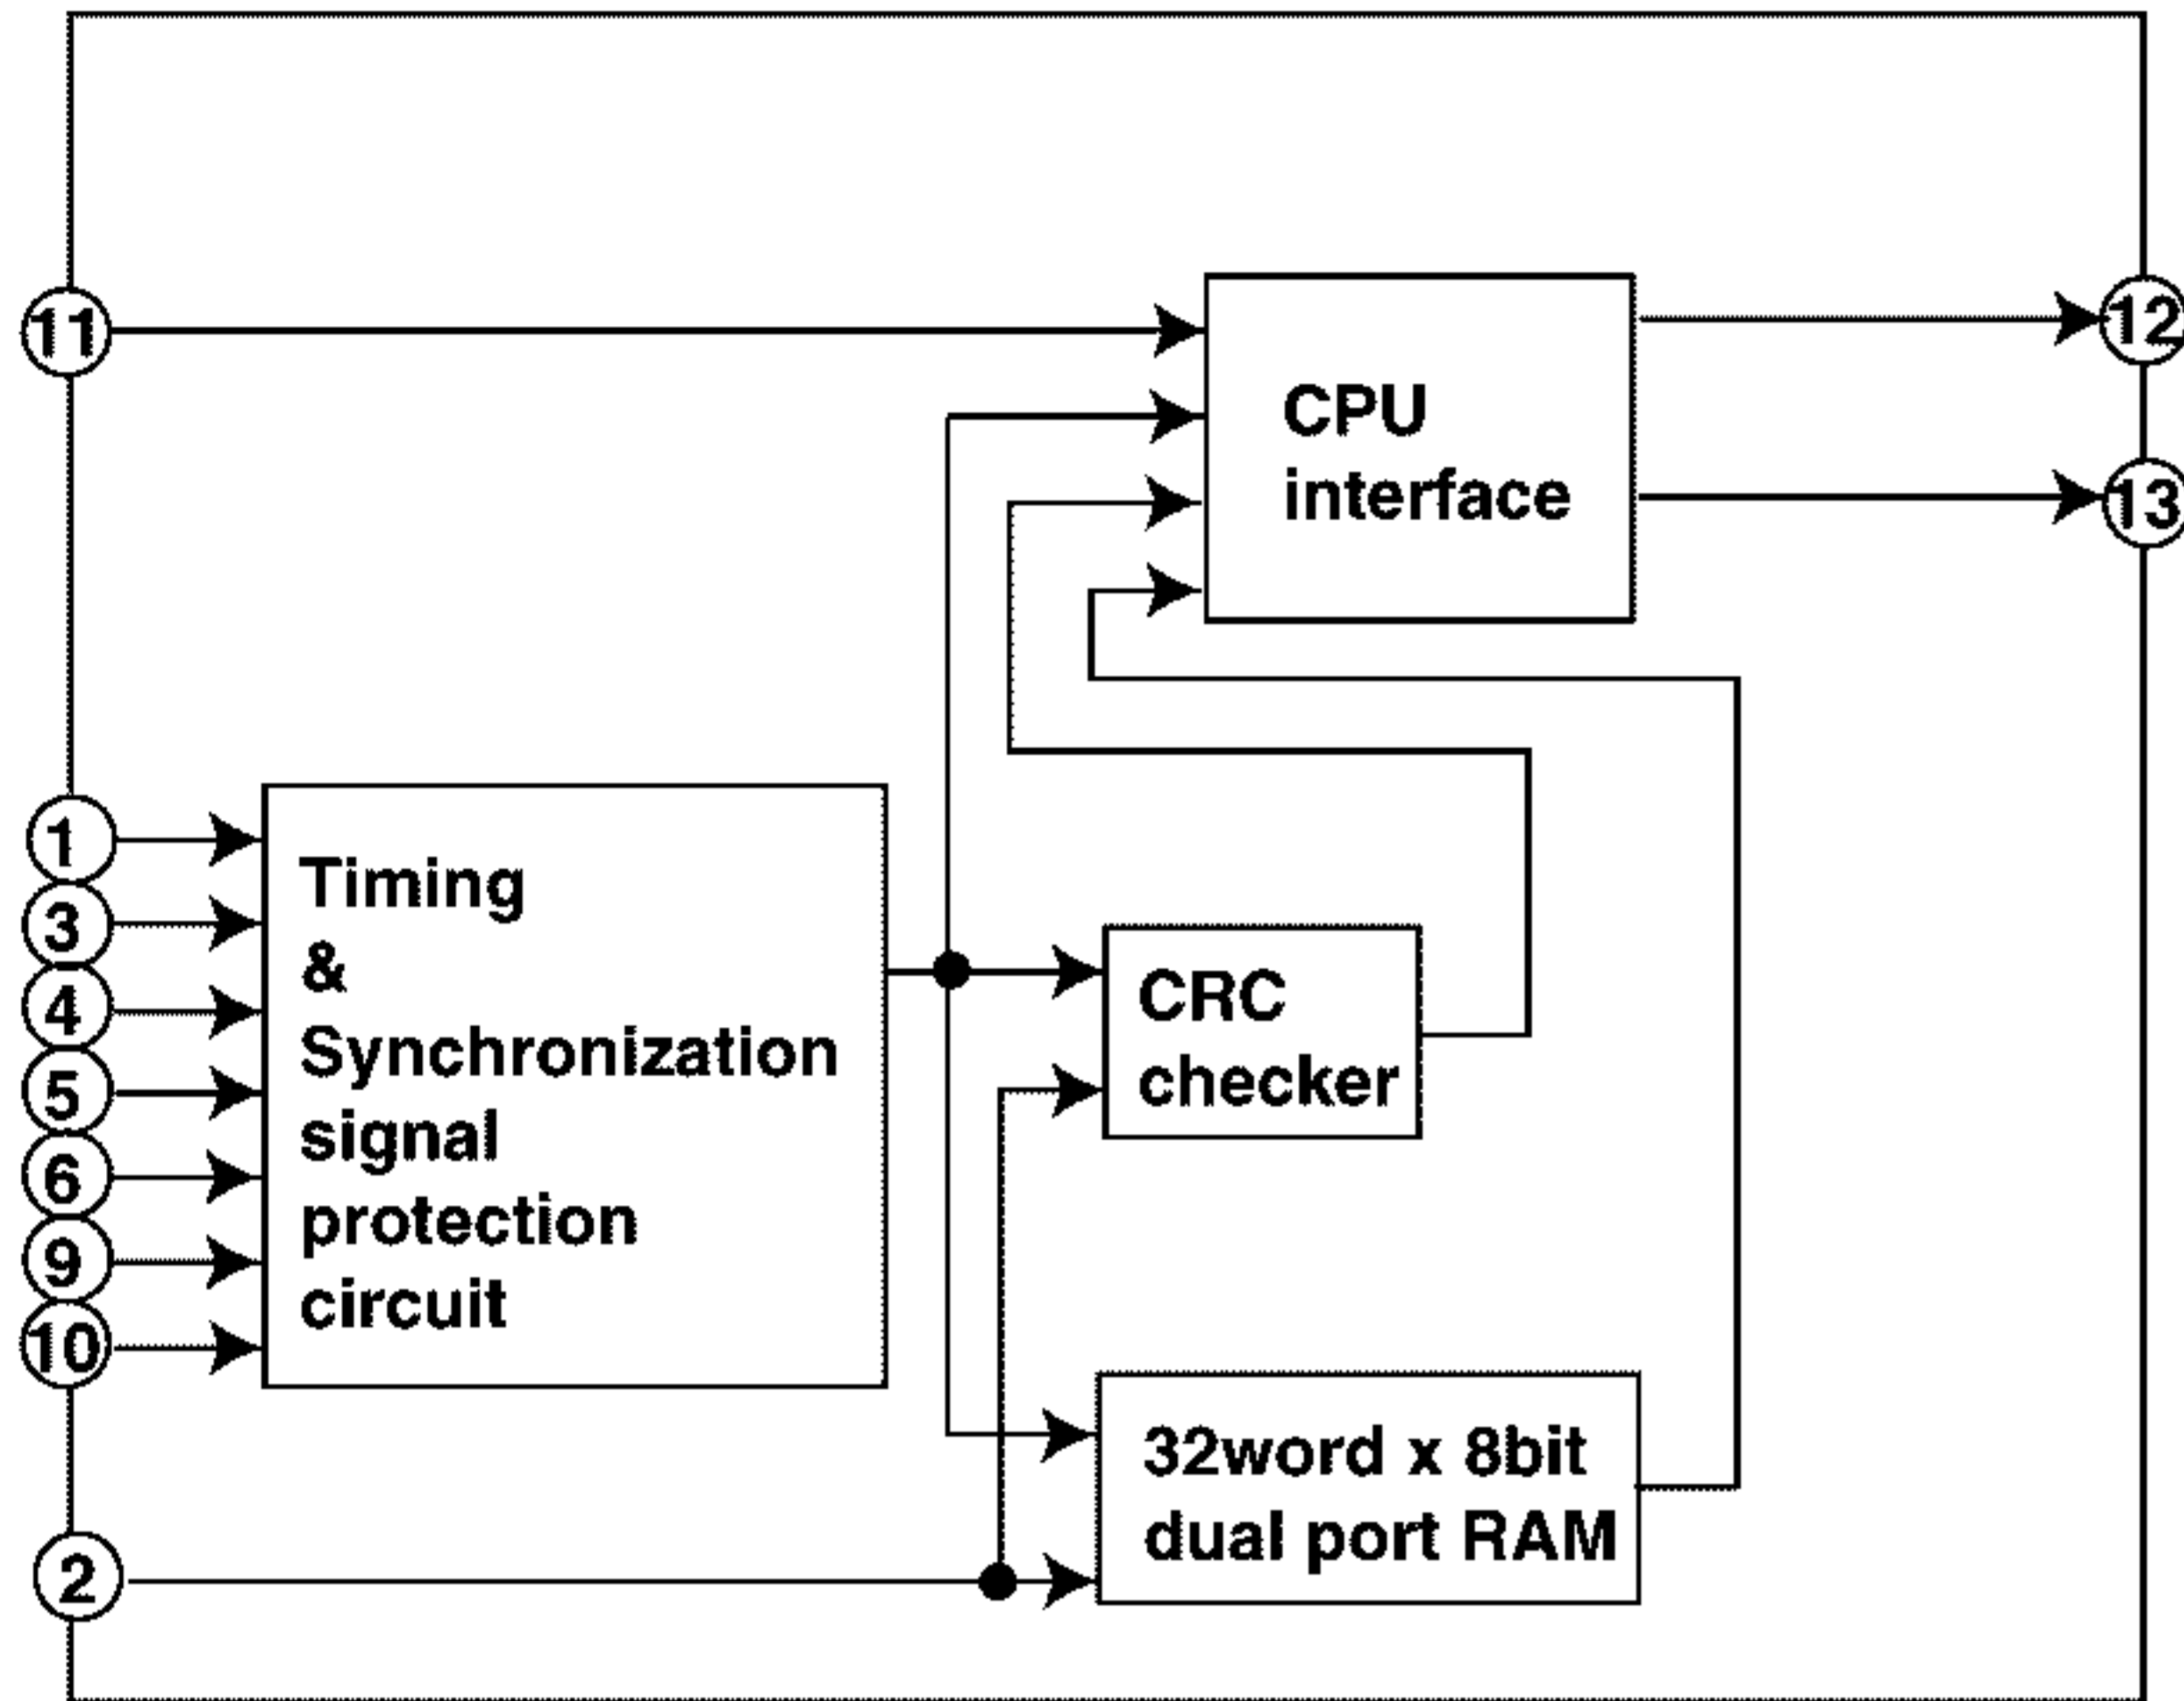 11
12
CPU
interface
13
1
Timing
3
&
4
Synchronization
5
signal
6
protection
9
circuit
10
CRC
checker
32word x 8bit
dual port RAM
2